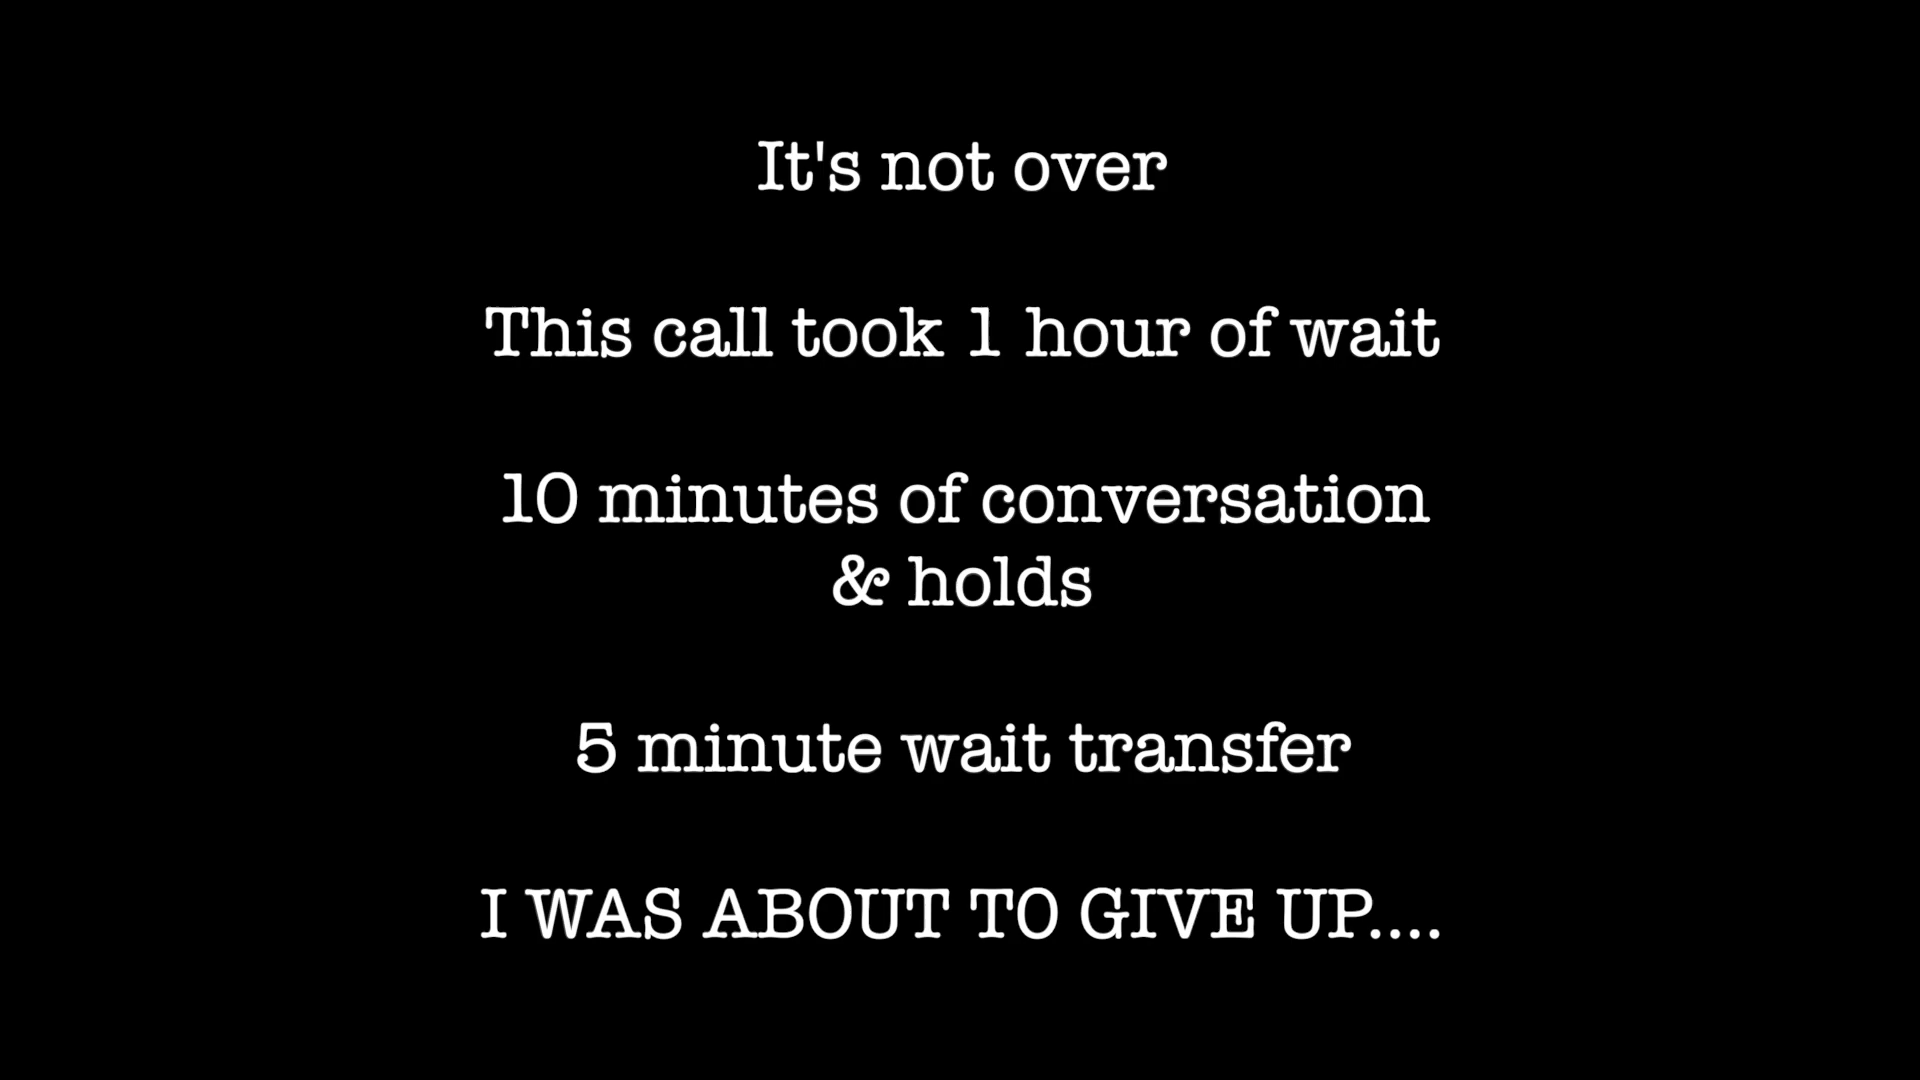 It's not over
This call took 1 hour of wait
10 minutes of conversation
& holds
5 minute wait transfer
I WAS ABOUT TO GIVE UP....